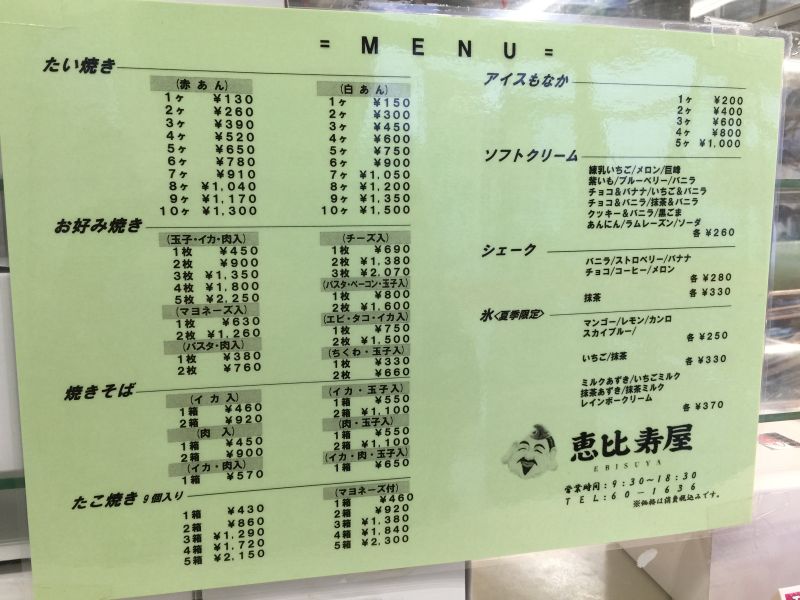 = M E N U =
たい焼き
(赤あん)
1ヶ ¥130
2ヶ ¥260
3ヶ ¥390
4ヶ ¥520
5ヶ ¥650
6ヶ ¥780
7ヶ ¥910
8ヶ ¥1,040
9ヶ ¥1,170
10ヶ ¥1,300
(白あん)
1ヶ ¥150
2ヶ ¥300
3ヶ ¥450
4ヶ ¥600
5ヶ ¥750
6ヶ ¥900
7ヶ ¥1,050
8ヶ ¥1,200
9ヶ ¥1,350
10ヶ ¥1,500
お好み焼き
(玉子・イカ・肉入)
1枚 ¥450
2枚 ¥900
3枚 ¥1,350
4枚 ¥1,800
5枚 ¥2,250
(マヨネーズ入)
1枚 ¥630
2枚 ¥1,260
(パスタ・肉入)
1枚 ¥380
2枚 ¥760
(チーズ入)
1枚 ¥690
2枚 ¥1,380
3枚 ¥2,070
(パスタ・ベーコン・玉子入)
1枚 ¥800
2枚 ¥1,600
(エビ・タコ・イカ入)
1枚 ¥750
2枚 ¥1,500
(ちくわ・玉子入)
1枚 ¥330
2枚 ¥660
焼きそば
(イカ入)
1箱 ¥460
2箱 ¥920
(肉入)
1箱 ¥450
2箱 ¥900
(イカ・肉入)
1箱 ¥570
(イカ・玉子入)
1箱 ¥550
2箱 ¥1,100
(肉・玉子入)
1箱 ¥550
2箱 ¥1,100
(イカ・肉・玉子入)
1箱 ¥650
たこ焼き 9個入り
1箱 ¥430
2箱 ¥860
3箱 ¥1,290
4箱 ¥1,720
5箱 ¥2,150
(マヨネーズ付)
1箱 ¥460
2箱 ¥920
3箱 ¥1,380
4箱 ¥1,840
5箱 ¥2,300
アイスもなか
1ヶ ¥200
2ヶ ¥400
3ヶ ¥600
4ヶ ¥800
5ヶ ¥1,000
ソフトクリーム
練乳いちご/メロン/巨峰
紫いも/ブルーベリー/バニラ
チョコ&バナナ/いちご&バニラ
チョコ&バニラ/抹茶&バニラ
クッキー&バニラ/黒ごま
あんにん/ラムレーズン/ソーダ
各 ¥260
シェーク
バニラ/ストロベリー/バナナ
チョコ/コーヒー/メロン
各 ¥280
抹茶 各 ¥330
氷<夏季限定>
マンゴー/レモン/カンロ
スカイブルー/
各 ¥250
いちご/抹茶 各 ¥330
ミルクあずき/いちごミルク
抹茶あずき/抹茶ミルク
レインボークリーム
各 ¥370
恵比寿屋
EBISUYA
営業時間:9:30~18:30
TEL:60-1636
※価格は消費税込みです。